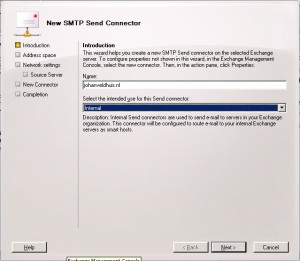 New SMTP Send Connector
Introduction
Address space
Network settings
Source Server
New Connector
Completion
Introduction
This wizard helps you create a new SMTP Send connector on the selected Exchange
server. To configure properties not shown in this wizard, in the Exchange Management
Console, select the new connector. Then, in the action pane, click Properties.
Name:
johanveldhuis.nl
Select the intended use for this Send connector:
Internal
Description: Internal Send connectors are used to send e-mail to servers in your Exchange
organization. This connector will be configured to route e-mail to your internal Exchange
servers as smart hosts.
Help
< Back
Next >
Cancel
Exchange Management Console